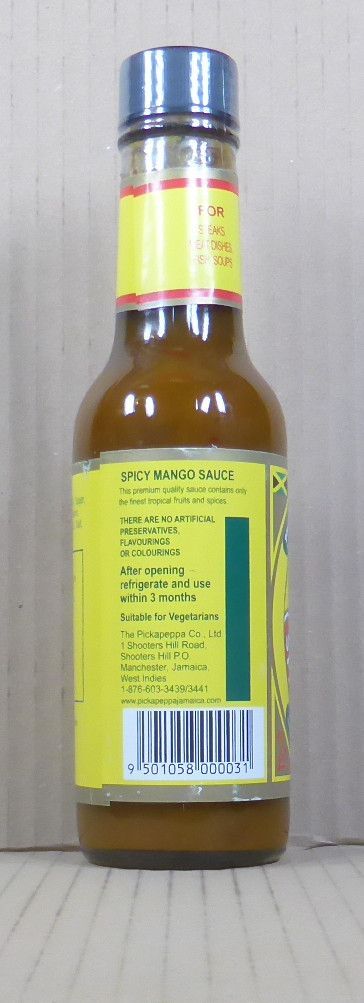 FOR
STEAKS,
MEAT DISHES,
FISH, SOUPS
SPICY MANGO SAUCE
This premium quality sauce contains only
the finest tropical fruits and spices.
THERE ARE NO ARTIFICIAL
PRESERVATIVES,
FLAVOURINGS
OR COLOURINGS
After opening
refrigerate and use
within 3 months
Suitable for Vegetarians
The Pickapeppa Co., Ltd
1 Shooters Hill Road,
Shooters Hill P.O.
Manchester, Jamaica,
West Indies
1-876-603-3439/3441
www.pickapeppajamaica.com
9 501058 000031